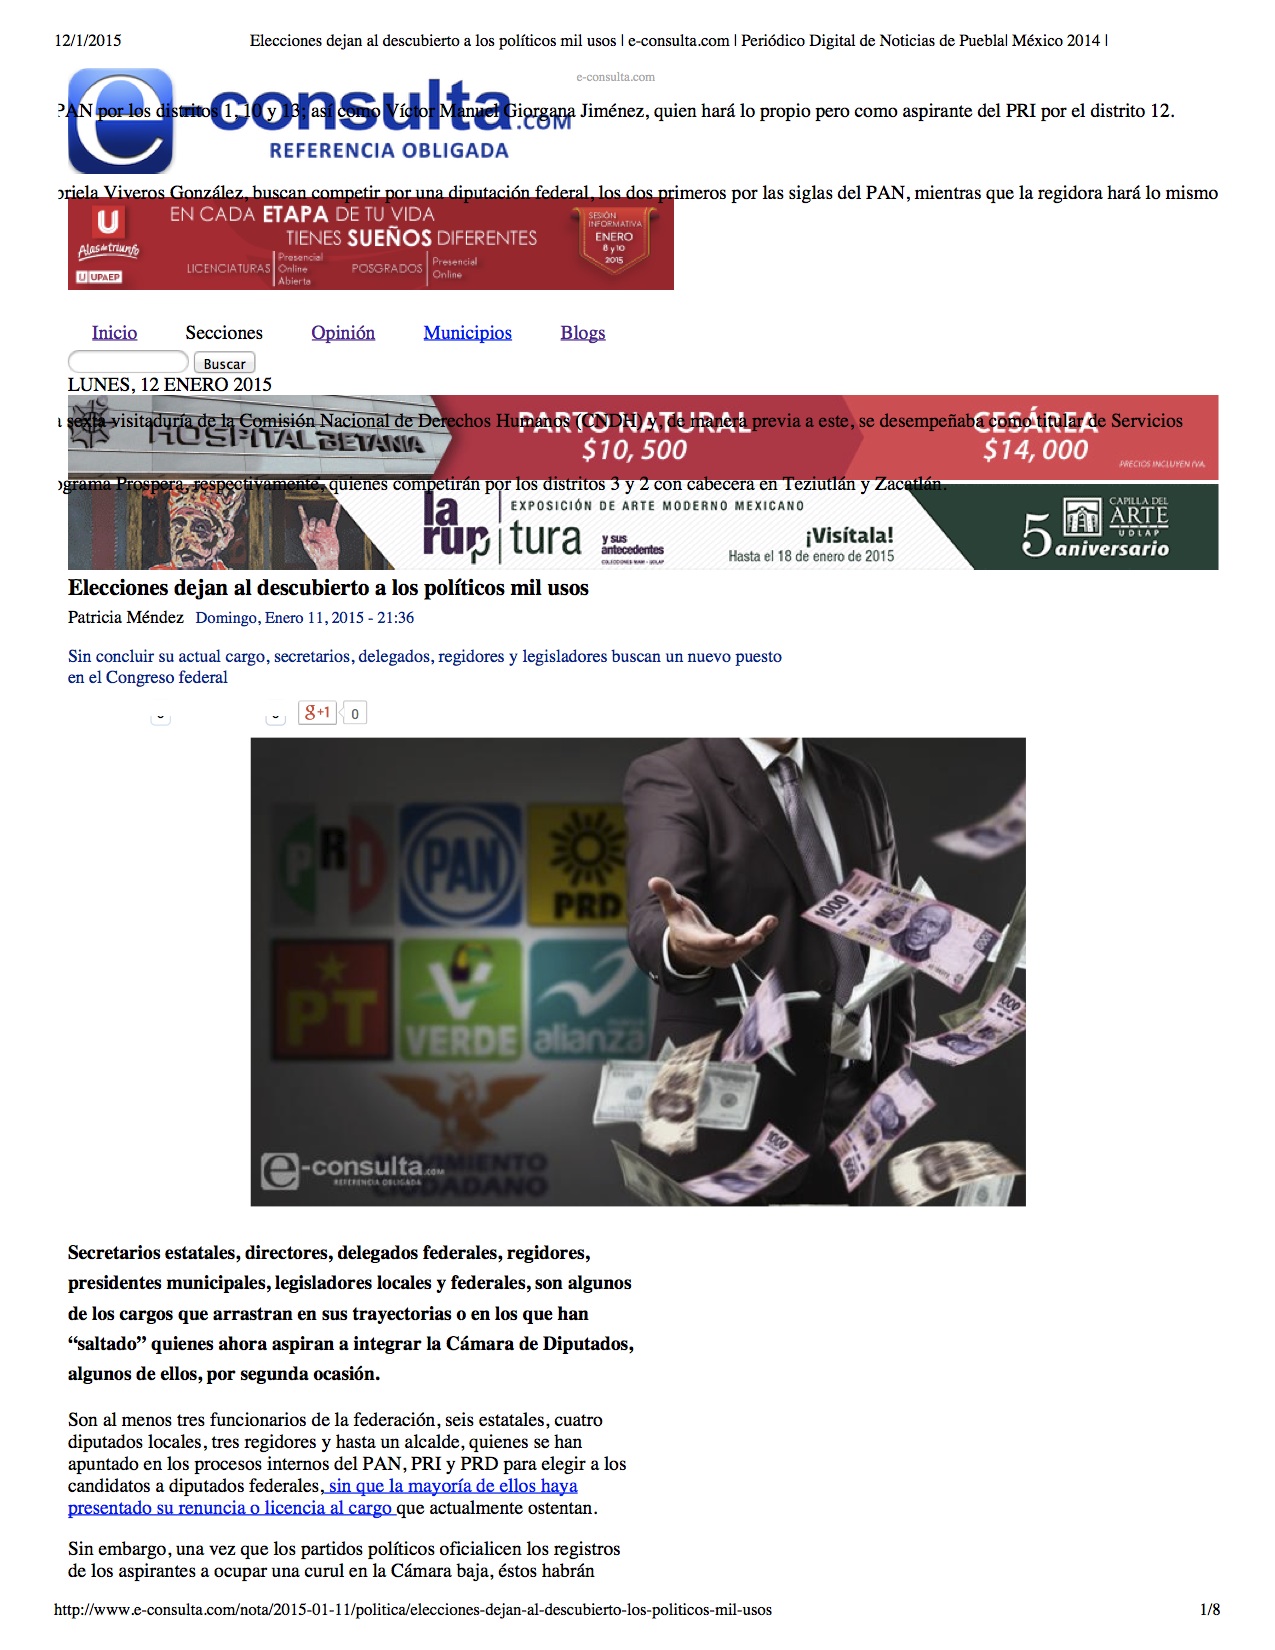 12/1/2015 Elecciones dejan al descubierto a los políticos mil usos | e-consulta.com | Periódico Digital de Noticias de Puebla| México 2014 |
e-consulta.com
e consulta.COM
PAN por los distritos 1, 10 y 13; así como Víctor Manuel Giorgana Jiménez, quien hará lo propio pero como aspirante del PRI por el distrito 12.
REFERENCIA OBLIGADA
briela Viveros González, buscan competir por una diputación federal, los dos primeros por las siglas del PAN, mientras que la regidora hará lo mismo
U Alas de triunfo
U UPAEP
EN CADA ETAPA DE TU VIDA
TIENES SUEÑOS DIFERENTES
LICENCIATURAS Presencial Online Abierta POSGRADOS Presencial Online
SESIÓN INFORMATIVA ENERO 8 y 10 2015
Inicio Secciones Opinión Municipios Blogs
Buscar
LUNES, 12 ENERO 2015
a sexta visitaduría de la Comisión Nacional de Derechos Humanos (CNDH) y, de manera previa a este, se desempeñaba como titular de Servicios
HOSPITAL BETANIA
PARTO NATURAL CESÁREA
$10, 500 $14, 000
PRECIOS INCLUYEN IVA.
ograma Prospera, respectivamente, quienes competirán por los distritos 3 y 2 con cabecera en Teziutlán y Zacatlán.
la ruptura
y sus antecedentes
COLECCIONES MAM - UDLAP
EXPOSICIÓN DE ARTE MODERNO MEXICANO
¡Visítala!
Hasta el 18 de enero de 2015
5 aniversario
CAPILLA DEL ARTE UDLAP
Elecciones dejan al descubierto a los políticos mil usos
Patricia Méndez Domingo, Enero 11, 2015 - 21:36
Sin concluir su actual cargo, secretarios, delegados, regidores y legisladores buscan un nuevo puesto
en el Congreso federal
g+1 0
PRI PAN PRD
PT VERDE alianza
MOVIMIENTO
CIUDADANO
e-consulta.COM
REFERENCIA OBLIGADA
1000
1000
1000
1000
Secretarios estatales, directores, delegados federales, regidores,
presidentes municipales, legisladores locales y federales, son algunos
de los cargos que arrastran en sus trayectorias o en los que han
“saltado” quienes ahora aspiran a integrar la Cámara de Diputados,
algunos de ellos, por segunda ocasión.
Son al menos tres funcionarios de la federación, seis estatales, cuatro
diputados locales, tres regidores y hasta un alcalde, quienes se han
apuntado en los procesos internos del PAN, PRI y PRD para elegir a los
candidatos a diputados federales, sin que la mayoría de ellos haya
presentado su renuncia o licencia al cargo que actualmente ostentan.
Sin embargo, una vez que los partidos políticos oficialicen los registros
de los aspirantes a ocupar una curul en la Cámara baja, éstos habrán
http://www.e-consulta.com/nota/2015-01-11/politica/elecciones-dejan-al-descubierto-los-politicos-mil-usos 1/8